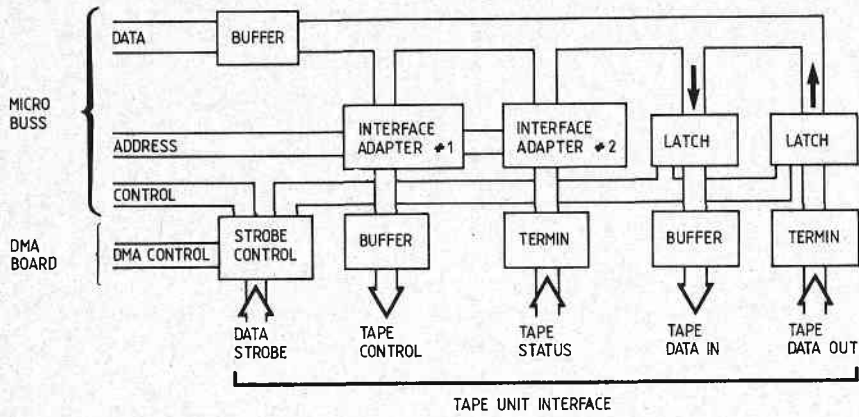 DATA
BUFFER
MICRO
BUSS
INTERFACE
ADAPTER #1
INTERFACE
ADAPTER #2
LATCH
LATCH
ADDRESS
CONTROL
DMA
BOARD
DMA CONTROL
STROBE
CONTROL
BUFFER
TERMIN
BUFFER
TERMIN
DATA
STROBE
TAPE
CONTROL
TAPE
STATUS
TAPE
DATA IN
TAPE
DATA OUT
TAPE UNIT INTERFACE